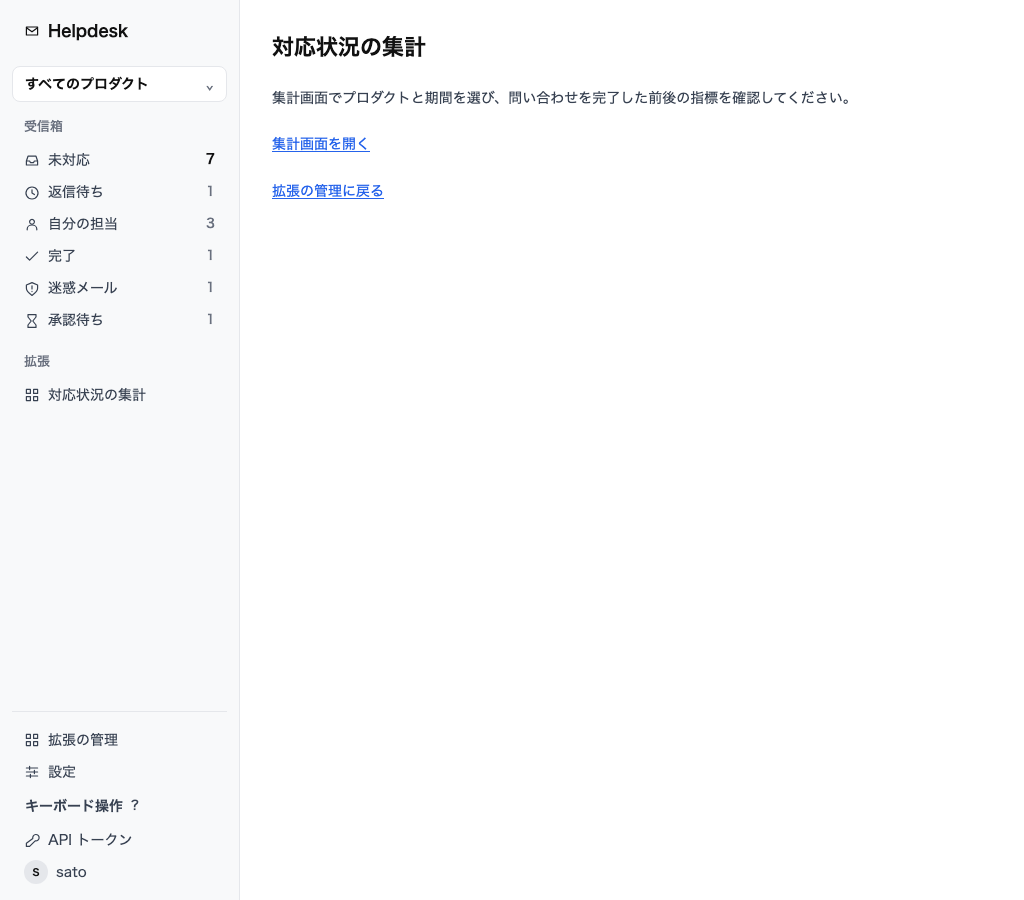 Helpdesk
すべてのプロダクト
受信箱
未対応 7
返信待ち 1
自分の担当 3
完了 1
迷惑メール 1
承認待ち 1
拡張
対応状況の集計
拡張の管理
設定
キーボード操作 ?
API トークン
S sato
対応状況の集計
集計画面でプロダクトと期間を選び、問い合わせを完了した前後の指標を確認してください。
集計画面を開く
拡張の管理に戻る